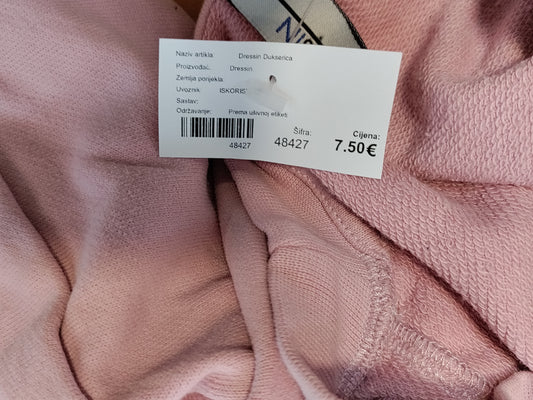 Naziv artikla: Dressin Dukserica
Proizvođač: Dressin
Zemlja porijekla:
Uvoznik: ISKORIS
Sastav:
Održavanje: Prema ušivnoj etiketi
48427
Šifra:
48427
Cijena:
7.50€